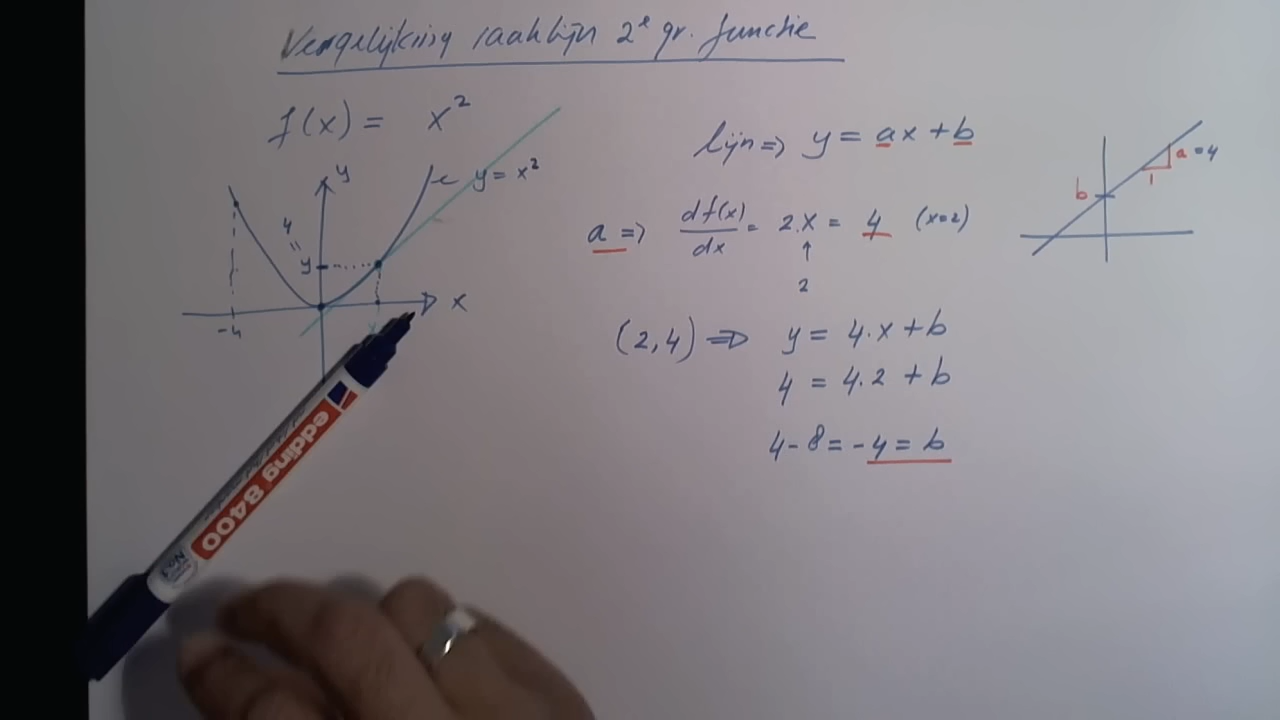 Vergelijking raaklijn 2e gr. functie
f(x) = x²
y
y = x²
4
=
y
-4
x
lijn => y = ax + b
a => df(x)/dx = 2.x = 4 (x=2)
↑
2
(2,4) => y = 4.x + b
4 = 4.2 + b
4 - 8 = -4 = b
b
a = 4
1
edding 8400